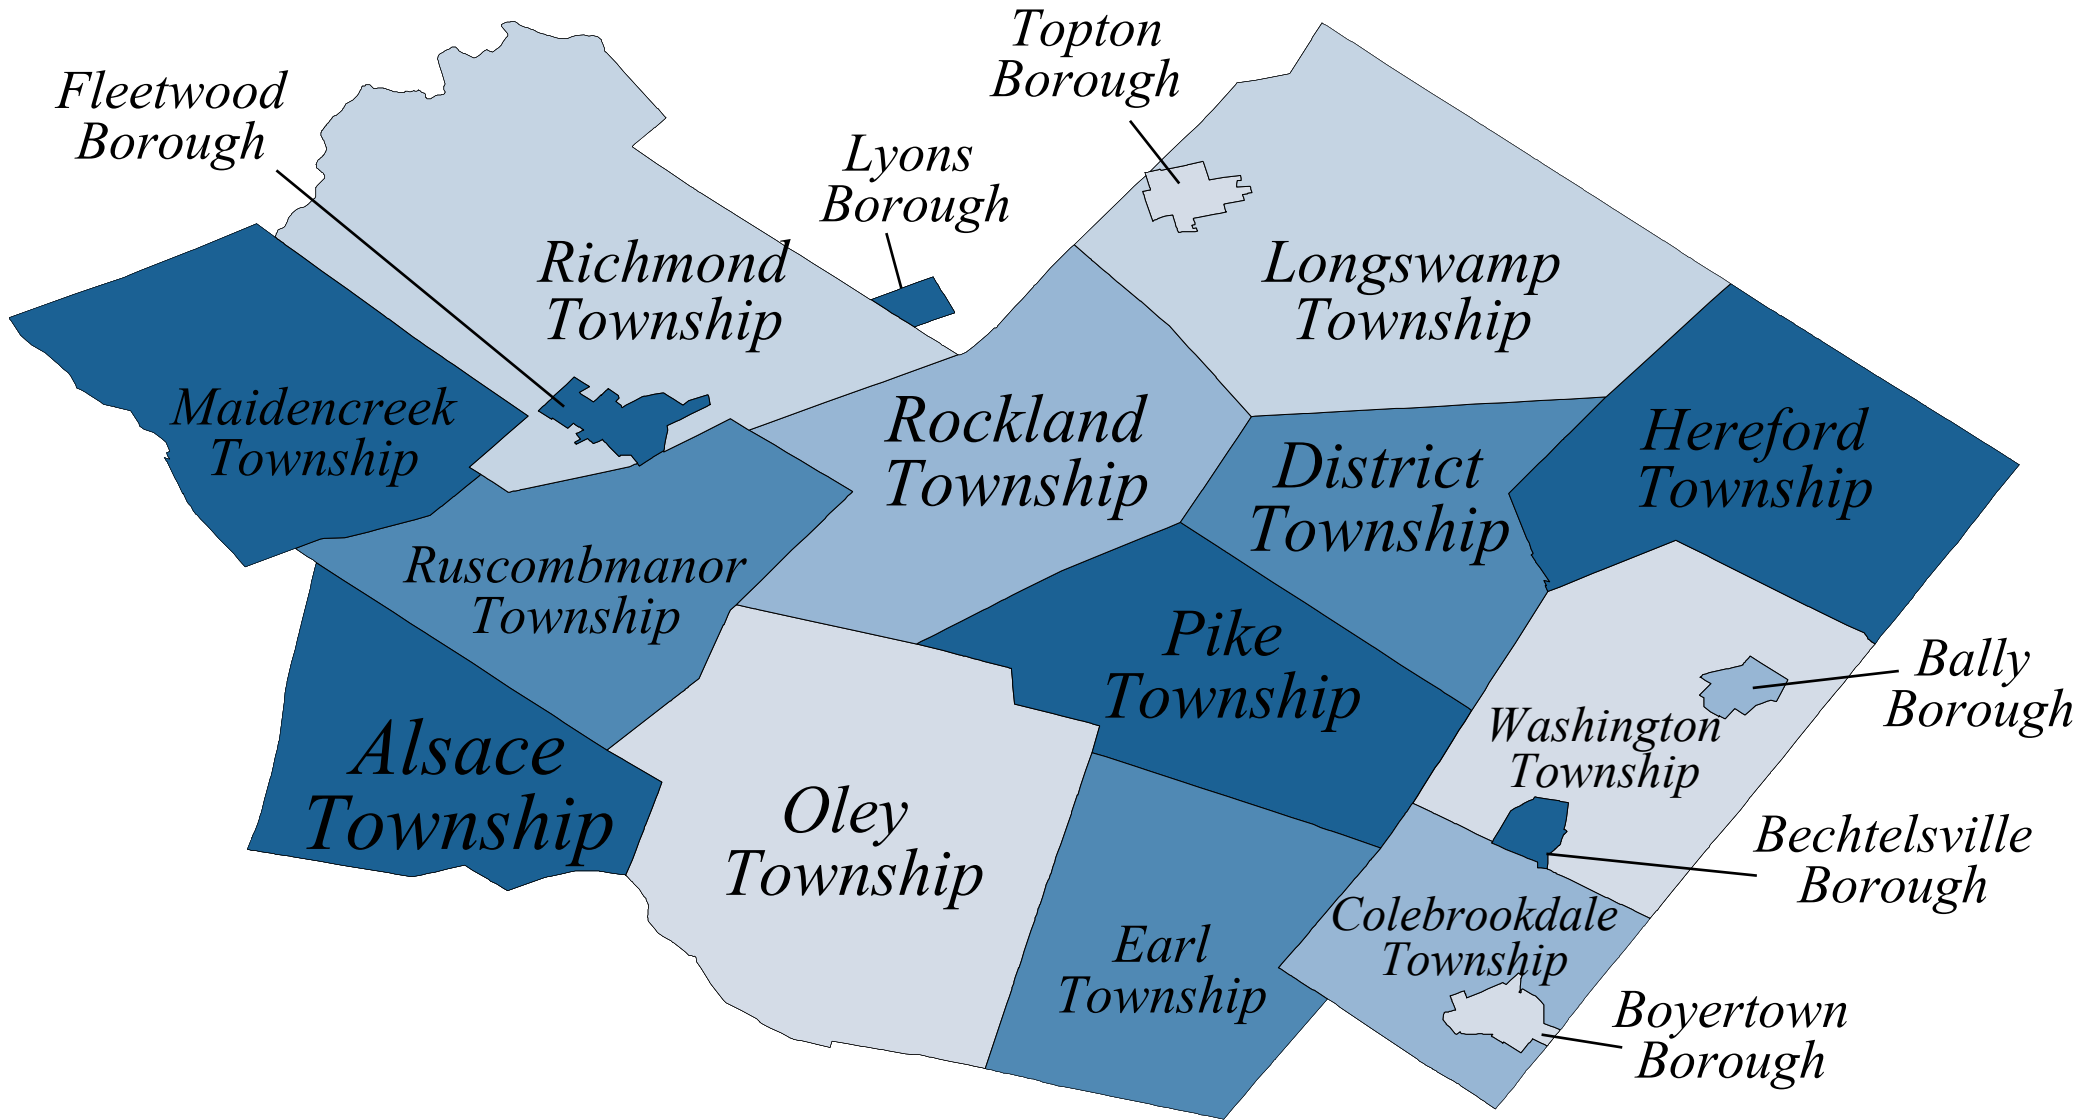 Topton
Borough
Fleetwood
Borough
Lyons
Borough
Richmond
Township
Longswamp
Township
Maidencreek
Township
Rockland
Township
Hereford
Township
District
Township
Ruscombmanor
Township
Pike
Township
Bally
Borough
Washington
Township
Alsace
Township
Oley
Township
Bechtelsville
Borough
Colebrookdale
Township
Earl
Township
Boyertown
Borough